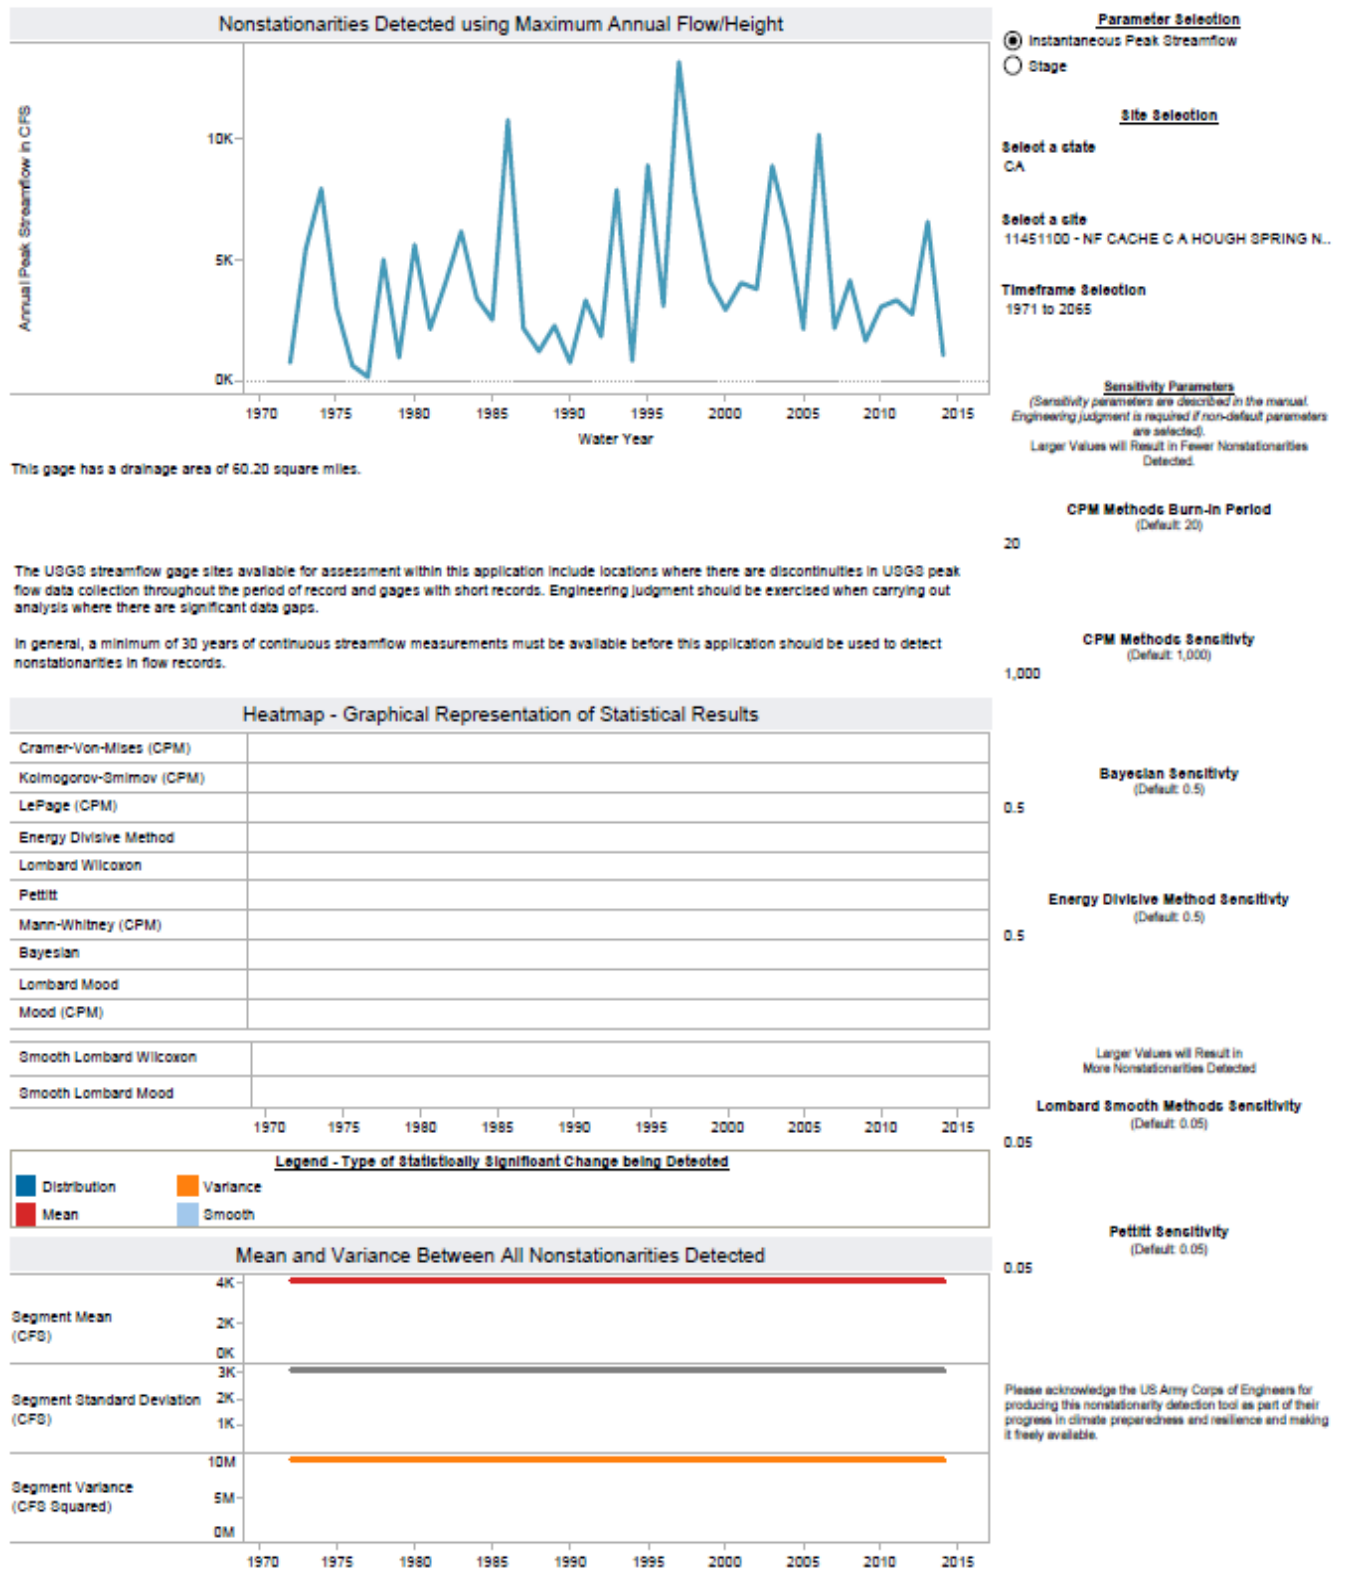 Nonstationarities Detected using Maximum Annual Flow/Height
Annual Peak Streamflow in CFS
10K
5K
0K
1970 1975 1980 1985 1990 1995 2000 2005 2010 2015
Water Year
This gage has a drainage area of 60.20 square miles.
The USGS streamflow gage sites available for assessment within this application include locations where there are discontinuities in USGS peak
flow data collection throughout the period of record and gages with short records. Engineering judgment should be exercised when carrying out
analysis where there are significant data gaps.
In general, a minimum of 30 years of continuous streamflow measurements must be available before this application should be used to detect
nonstationarities in flow records.
Heatmap - Graphical Representation of Statistical Results
Cramer-Von-Mises (CPM)
Kolmogorov-Smirnov (CPM)
LePage (CPM)
Energy Divisive Method
Lombard Wilcoxon
Pettitt
Mann-Whitney (CPM)
Bayesian
Lombard Mood
Mood (CPM)
Smooth Lombard Wilcoxon
Smooth Lombard Mood
1970 1975 1980 1985 1990 1995 2000 2005 2010 2015
Legend - Type of Statistically Significant Change being Detected
Distribution
Variance
Mean
Smooth
Mean and Variance Between All Nonstationarities Detected
Segment Mean
(CFS)
4K
2K
0K
Segment Standard Deviation
(CFS)
3K
2K
1K
Segment Variance
(CFS Squared)
10M
5M
0M
1970 1975 1980 1985 1990 1995 2000 2005 2010 2015
Parameter Selection
Instantaneous Peak Streamflow
Stage
Site Selection
Select a state
CA
Select a site
11451100 - NF CACHE C A HOUGH SPRING N..
Timeframe Selection
1971 to 2065
Sensitivity Parameters
(Sensitivity parameters are described in the manual.
Engineering judgment is required if non-default parameters
are selected).
Larger Values will Result in Fewer Nonstationarities
Detected.
CPM Methods Burn-In Period
(Default: 20)
20
CPM Methods Sensitivty
(Default: 1,000)
1,000
Bayesian Sensitivty
(Default: 0.5)
0.5
Energy Divisive Method Sensitivty
(Default: 0.5)
0.5
Larger Values will Result in
More Nonstationarities Detected
Lombard Smooth Methods Sensitivity
(Default: 0.05)
0.05
Pettitt Sensitivity
(Default: 0.05)
0.05
Please acknowledge the US Army Corps of Engineers for
producing this nonstationarity detection tool as part of their
progress in climate preparedness and resilience and making
it freely available.